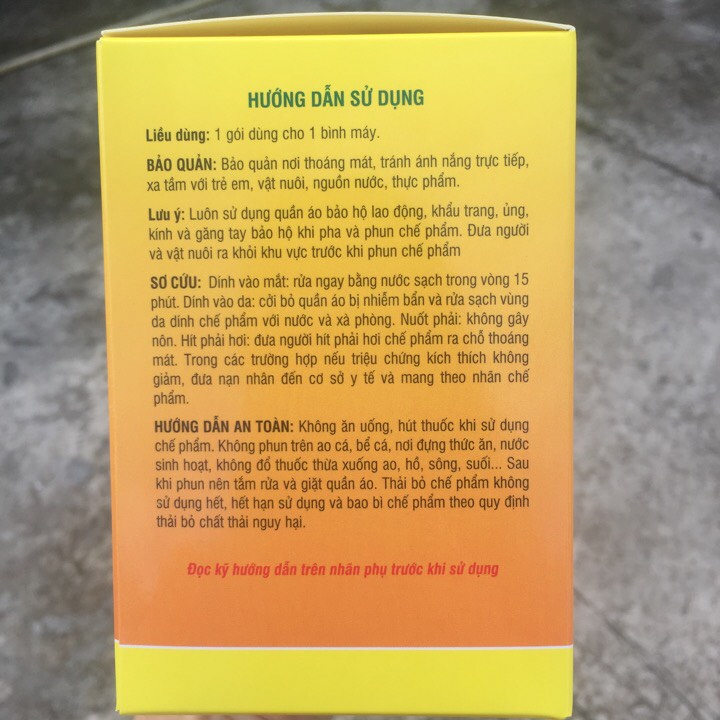 HƯỚNG DẪN SỬ DỤNG
Liều dùng: 1 gói dùng cho 1 bình máy.
BẢO QUẢN: Bảo quản nơi thoáng mát, tránh ánh nắng trực tiếp,
xa tầm với trẻ em, vật nuôi, nguồn nước, thực phẩm.
Lưu ý: Luôn sử dụng quần áo bảo hộ lao động, khẩu trang, ủng,
kính và găng tay bảo hộ khi pha và phun chế phẩm. Đưa người
và vật nuôi ra khỏi khu vực trước khi phun chế phẩm
SƠ CỨU: Dính vào mắt: rửa ngay bằng nước sạch trong vòng 15
phút. Dính vào da: cởi bỏ quần áo bị nhiễm bẩn và rửa sạch vùng
da dính chế phẩm với nước và xà phòng. Nuốt phải: không gây
nôn. Hít phải hơi: đưa người hít phải hơi chế phẩm ra chỗ thoáng
mát. Trong các trường hợp nếu triệu chứng kích thích không
giảm, đưa nạn nhân đến cơ sở y tế và mang theo nhãn chế
phẩm.
HƯỚNG DẪN AN TOÀN: Không ăn uống, hút thuốc khi sử dụng
chế phẩm. Không phun trên ao cá, bể cá, nơi đựng thức ăn, nước
sinh hoạt, không đổ thuốc thừa xuống ao, hồ, sông, suối... Sau
khi phun nên tắm rửa và giặt quần áo. Thải bỏ chế phẩm không
sử dụng hết, hết hạn sử dụng và bao bì chế phẩm theo quy định
thải bỏ chất thải nguy hại.
Đọc kỹ hướng dẫn trên nhãn phụ trước khi sử dụng